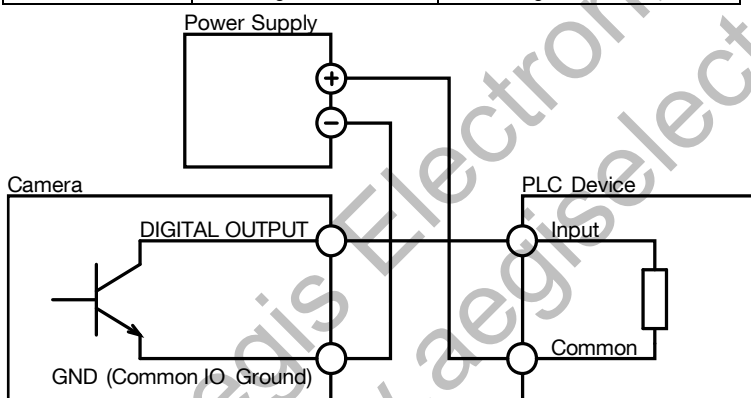 Power Supply
+
−
Camera
PLC Device
DIGITAL OUTPUT
Input
Common
GND (Common IO Ground)